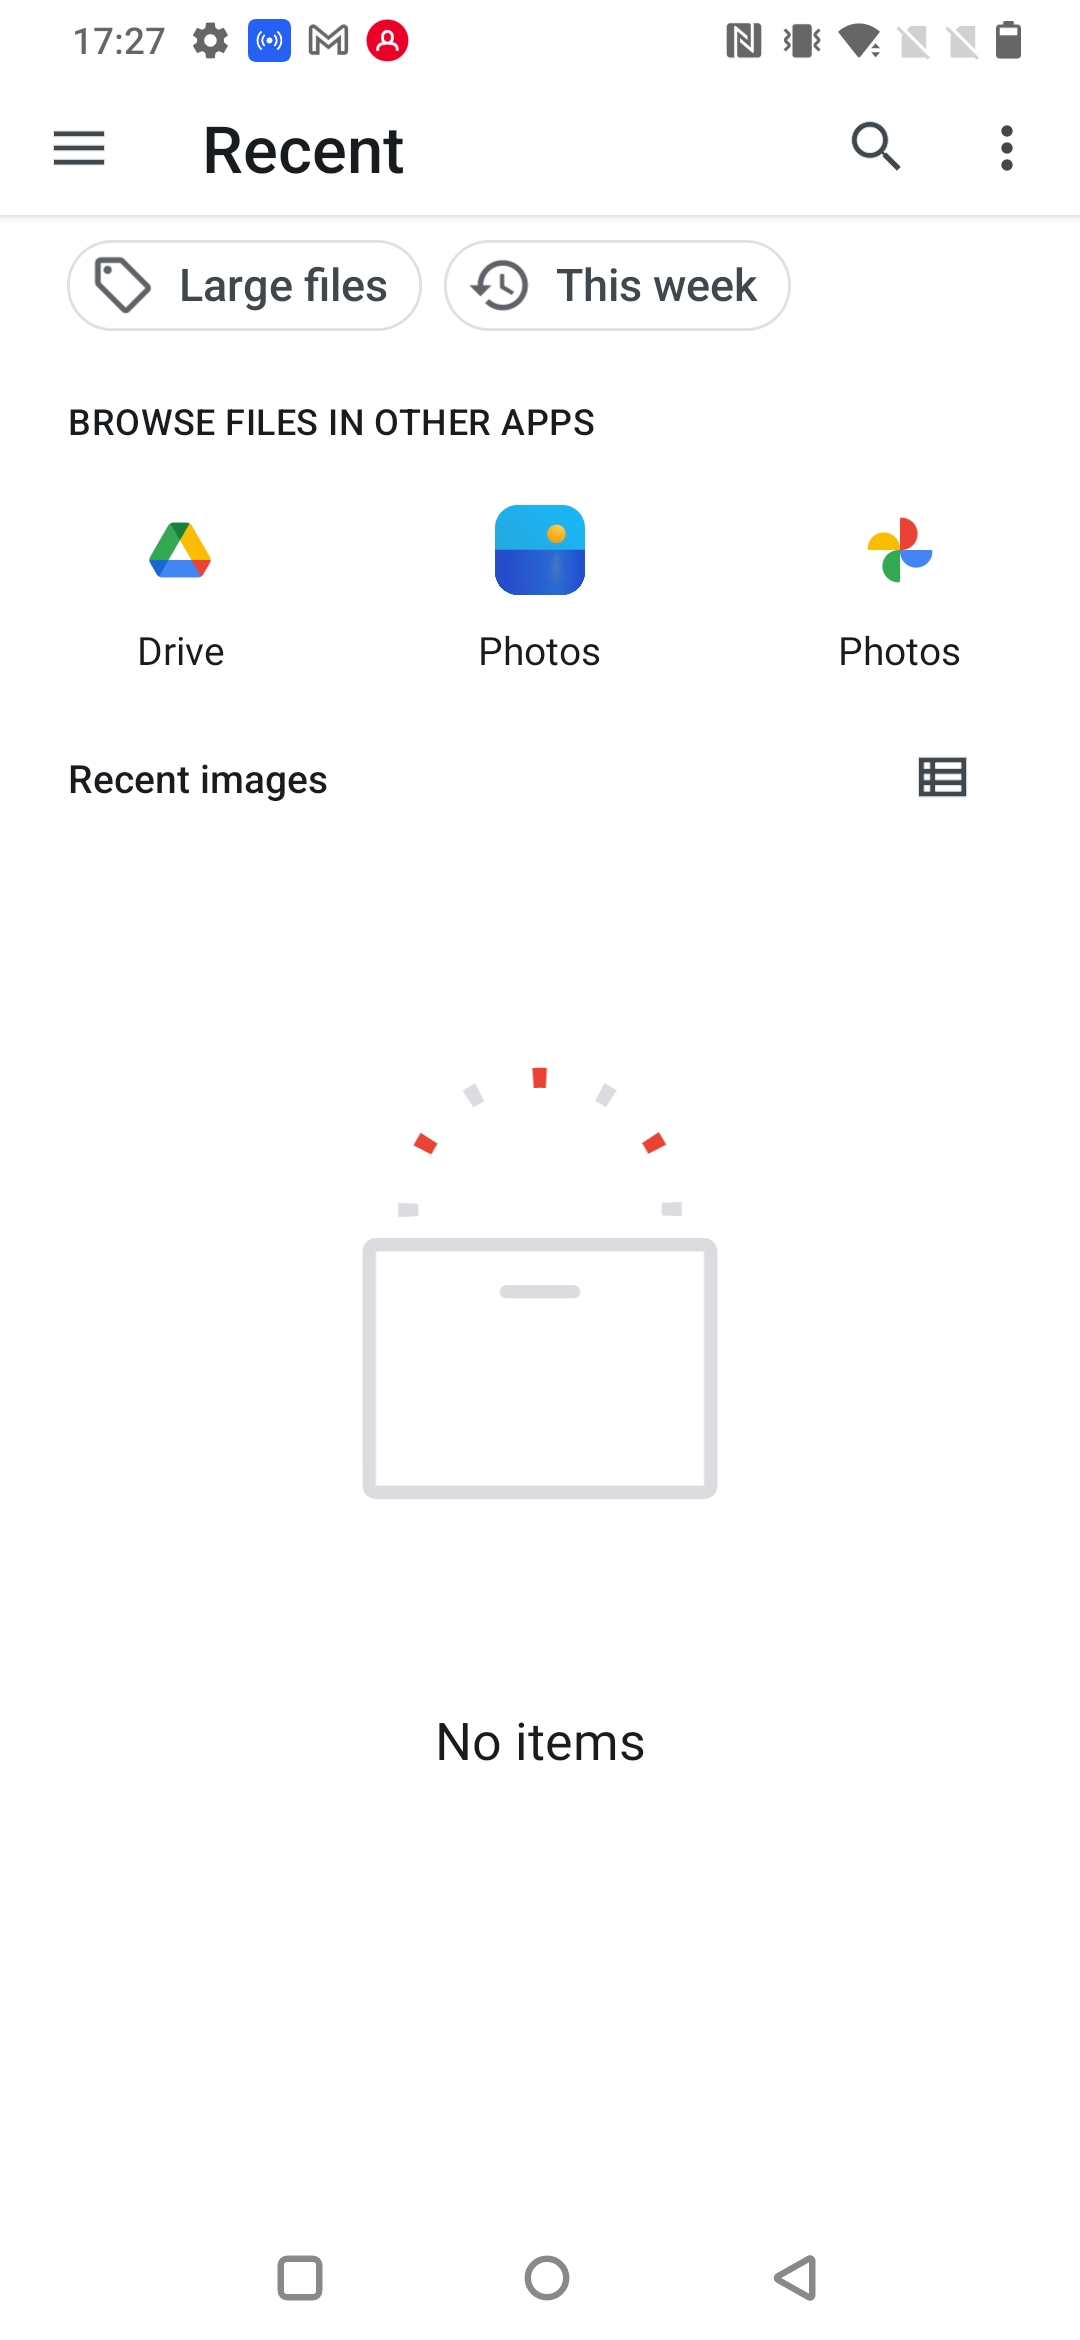 17:27
Recent
Large files
This week
BROWSE FILES IN OTHER APPS
Drive
Photos
Photos
Recent images
No items